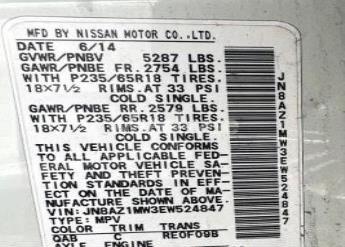 MFD BY NISSAN MOTOR CO.,LTD.
DATE 6/14
GVWR/PNBV 5287 LBS.
GAWR/PNBE FR. 2754 LBS.
WITH P235/65R18 TIRES.
18X7½ RIMS.AT 33 PSI
COLD SINGLE.
GAWR/PNBE RR. 2579 LBS.
WITH P235/65R18 TIRES.
18X7½ RIMS.AT 33 PSI
COLD SINGLE.
THIS VEHICLE CONFORMS
TO ALL APPLICABLE FED-
ERAL MOTOR VEHICLE SA-
FETY AND THEFT PREVEN-
TION STANDARDS IN EFF-
ECT ON THE DATE OF MA-
NUFACTURE SHOWN ABOVE.
VIN:JN8AZ1MW3EW524847
TYPE: MPV
COLOR TRIM TRANS
QAB C RE0F09B
AXLE ENGINE
JN8AZ1MW3EW524847